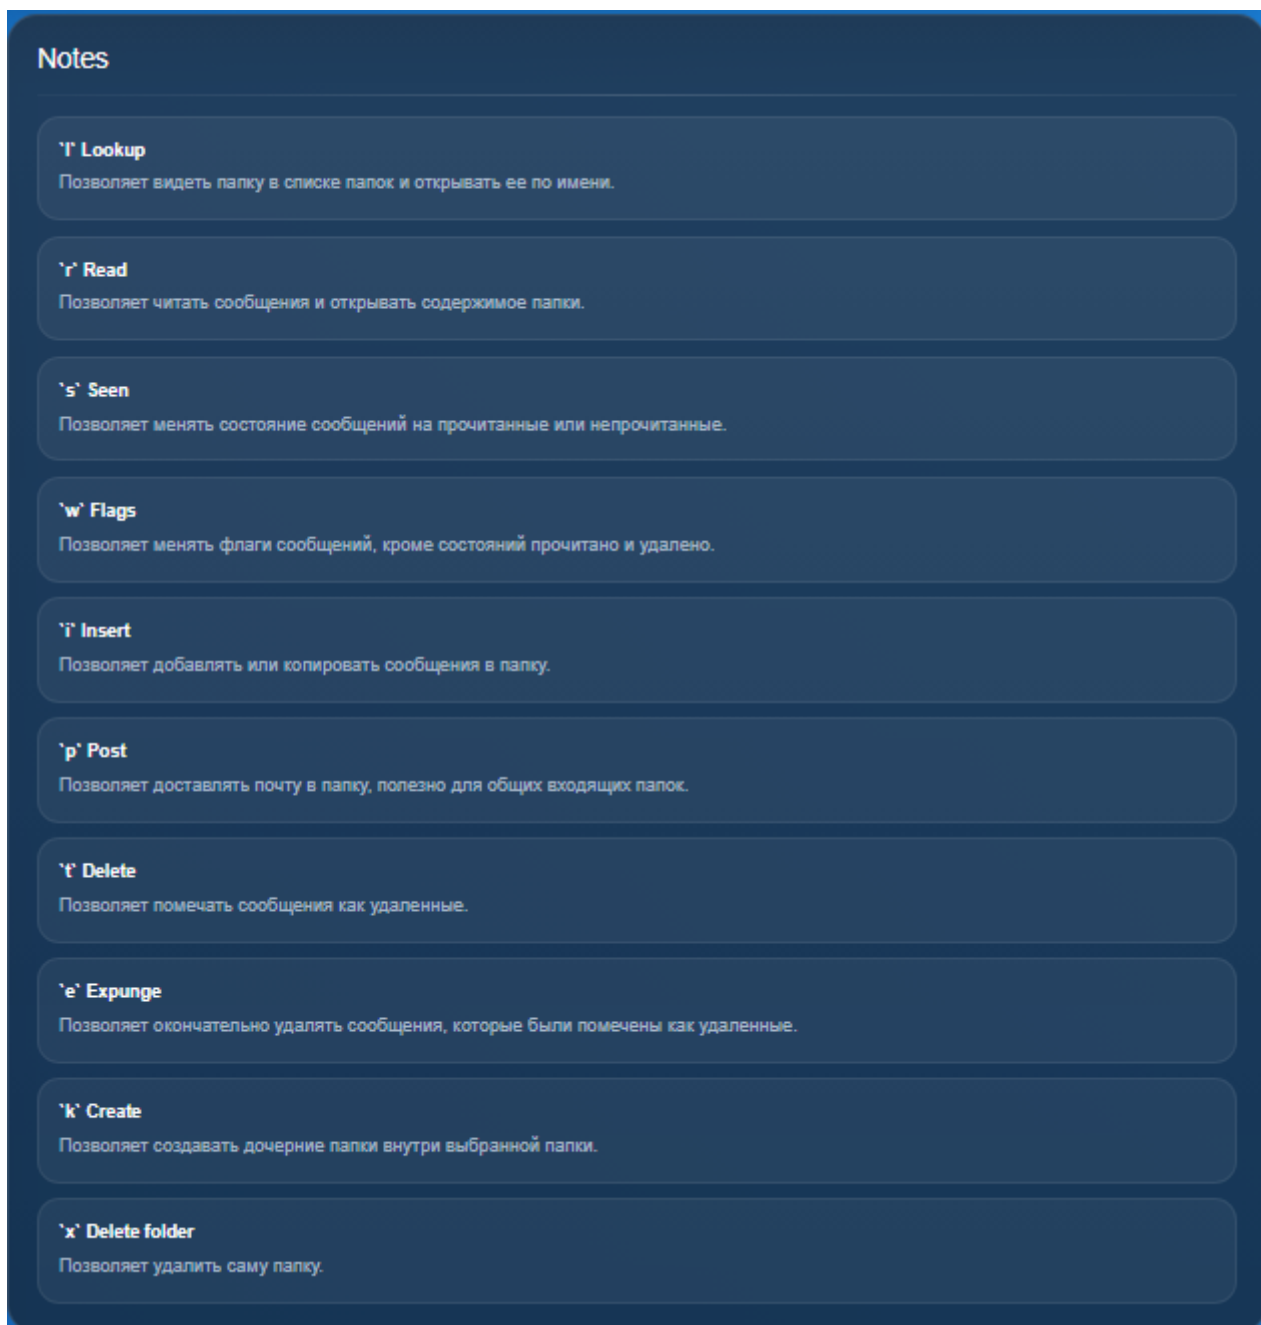 Notes
`l` Lookup
Позволяет видеть папку в списке папок и открывать ее по имени.
`r` Read
Позволяет читать сообщения и открывать содержимое папки.
`s` Seen
Позволяет менять состояние сообщений на прочитанные или непрочитанные.
`w` Flags
Позволяет менять флаги сообщений, кроме состояний прочитано и удалено.
`i` Insert
Позволяет добавлять или копировать сообщения в папку.
`p` Post
Позволяет доставлять почту в папку, полезно для общих входящих папок.
`t` Delete
Позволяет помечать сообщения как удаленные.
`e` Expunge
Позволяет окончательно удалять сообщения, которые были помечены как удаленные.
`k` Create
Позволяет создавать дочерние папки внутри выбранной папки.
`x` Delete folder
Позволяет удалить саму папку.